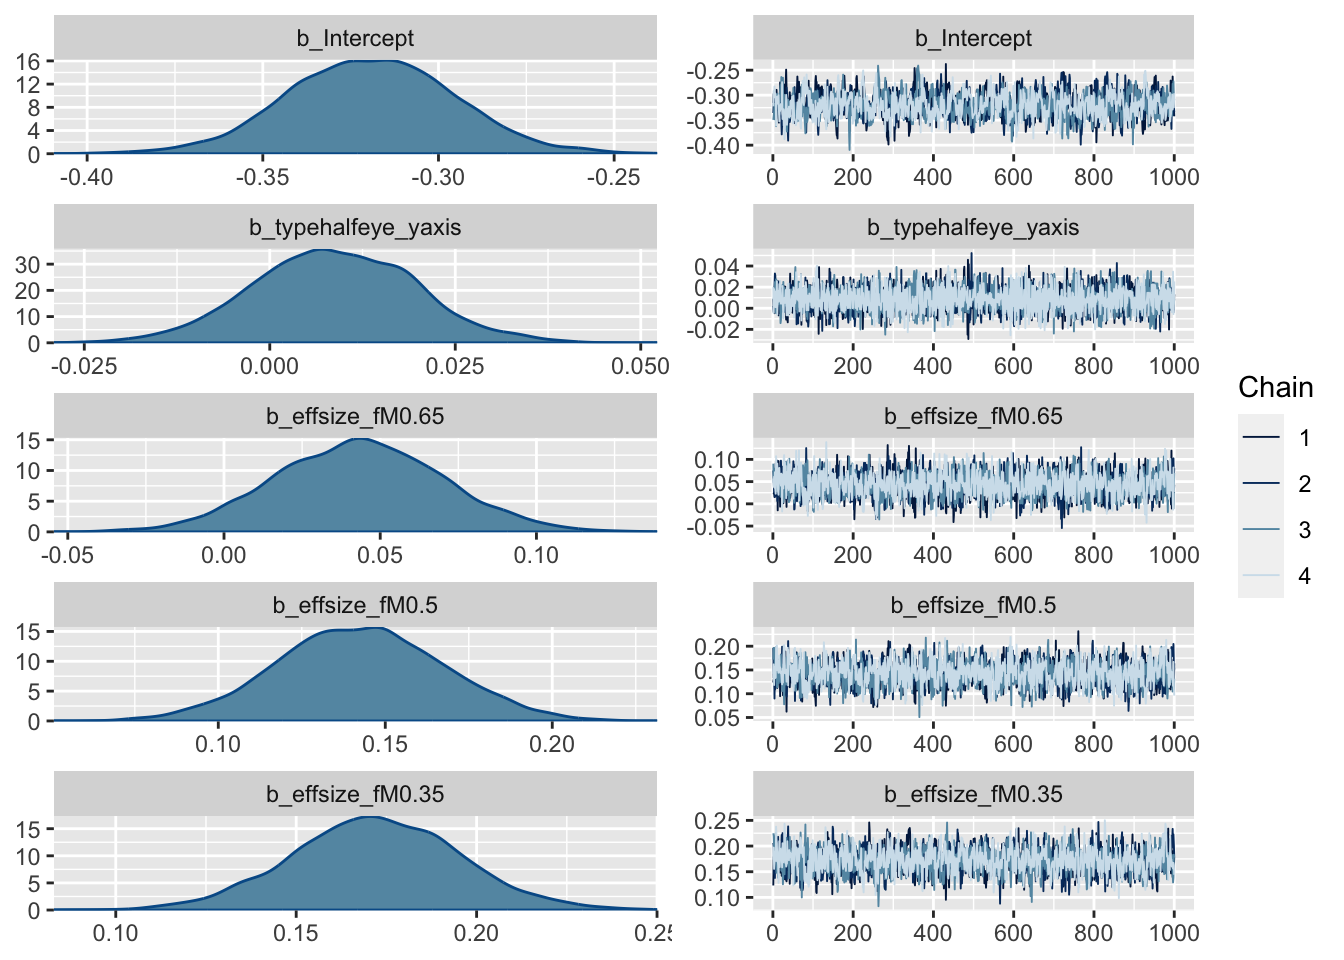 b_Intercept
16
12
8
4
0
-0.40 -0.35 -0.30 -0.25
b_Intercept
-0.25
-0.30
-0.35
-0.40
0 200 400 600 800 1000
b_typehalfeye_yaxis
30
20
10
0
-0.025 0.000 0.025 0.050
b_typehalfeye_yaxis
0.04
0.02
0.00
-0.02
0 200 400 600 800 1000
b_effsize_fM0.65
15
10
5
0
-0.05 0.00 0.05 0.10
b_effsize_fM0.65
0.10
0.05
0.00
-0.05
0 200 400 600 800 1000
b_effsize_fM0.5
15
10
5
0
0.10 0.15 0.20
b_effsize_fM0.5
0.20
0.15
0.10
0.05
0 200 400 600 800 1000
b_effsize_fM0.35
15
10
5
0
0.10 0.15 0.20
b_effsize_fM0.35
0.25
0.20
0.15
0.10
0 200 400 600 800 1000
Chain
1
2
3
4